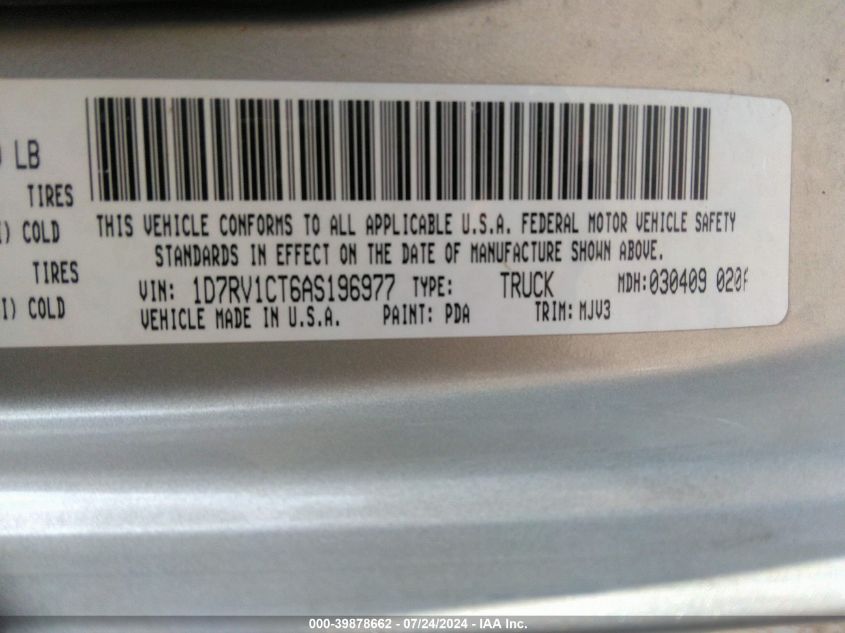 LB
TIRES
COLD
TIRES
COLD
THIS VEHICLE CONFORMS TO ALL APPLICABLE U.S.A. FEDERAL MOTOR VEHICLE SAFETY
STANDARDS IN EFFECT ON THE DATE OF MANUFACTURE SHOWN ABOVE.
VIN: 1D7RV1CT6AS196977 TYPE: TRUCK MDH:030409
VEHICLE MADE IN U.S.A. PAINT: PDA TRIM: MJV3
000-39878662 - 07/24/2024 - IAA Inc.